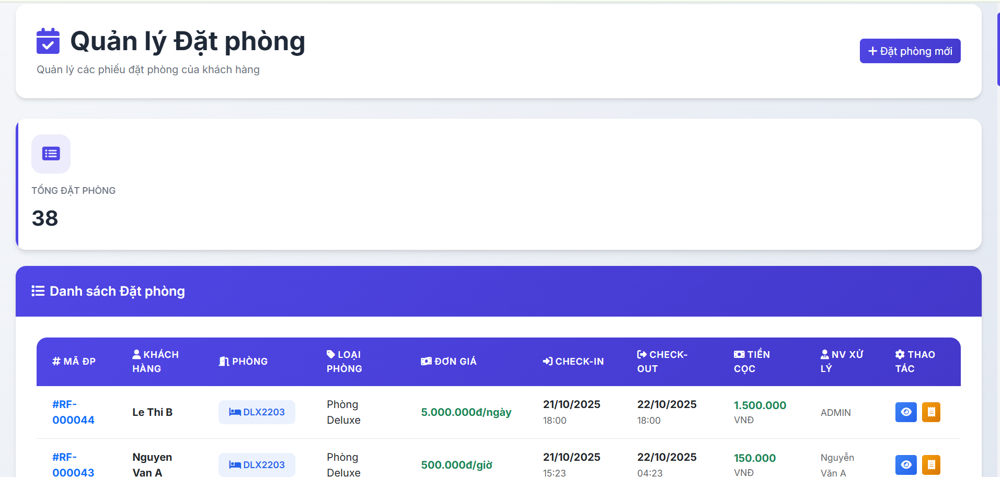 Quản lý Đặt phòng
Quản lý các phiếu đặt phòng của khách hàng
+ Đặt phòng mới
TỔNG ĐẶT PHÒNG
38
Danh sách Đặt phòng
# MÃ ĐP
KHÁCH
HÀNG
PHÒNG
LOẠI
PHÒNG
ĐƠN GIÁ
CHECK-IN
CHECK-
OUT
TIỀN
CỌC
NV XỬ
LÝ
THAO
TÁC
#RF-
000044
Le Thi B
DLX2203
Phòng
Deluxe
5.000.000đ/ngày
21/10/2025
18:00
22/10/2025
18:00
1.500.000
VNĐ
ADMIN
#RF-
000043
Nguyen
Van A
DLX2203
Phòng
Deluxe
500.000đ/giờ
21/10/2025
15:23
22/10/2025
04:23
150.000
VNĐ
Nguyễn
Văn A